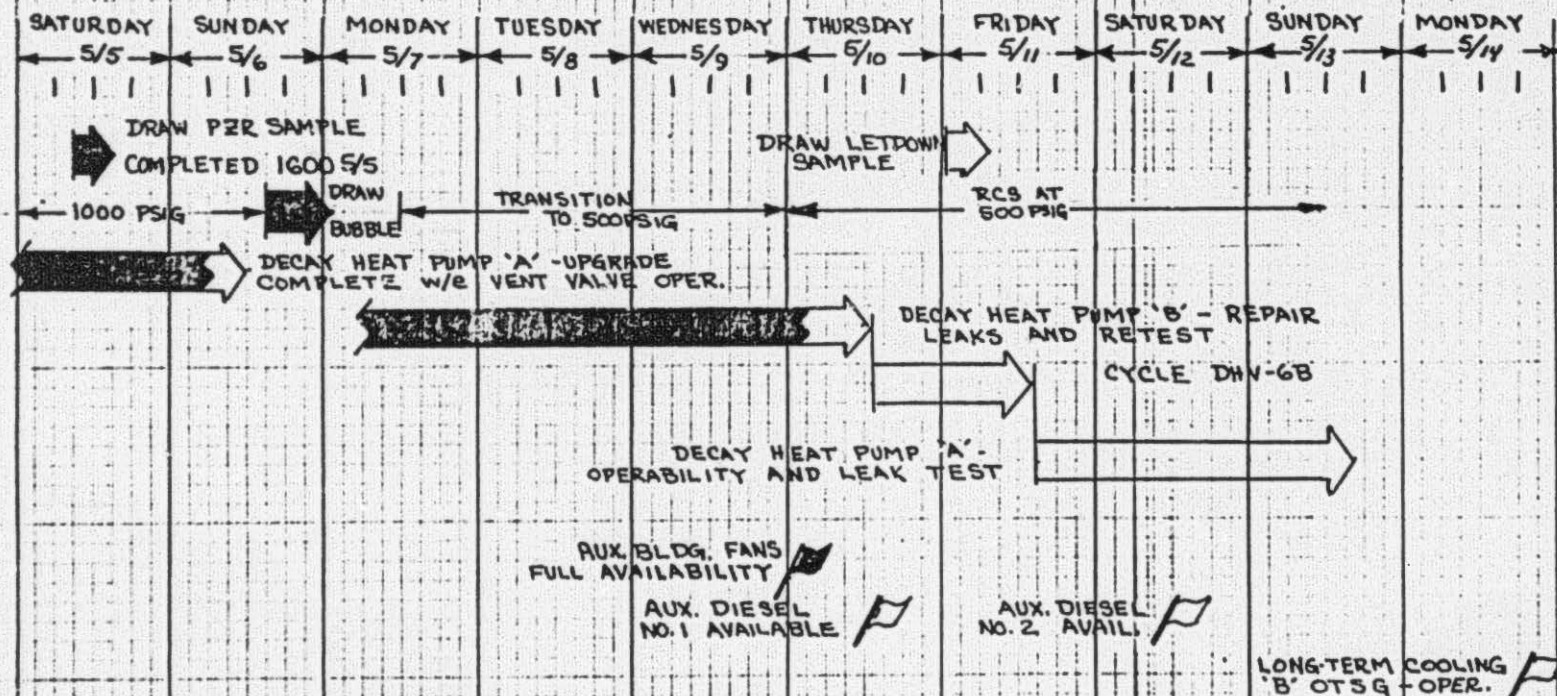 SATURDAY SUNDAY MONDAY TUESDAY WEDNESDAY THURSDAY FRIDAY SATURDAY SUNDAY MONDAY
5/5 5/6 5/7 5/8 5/9 5/10 5/11 5/12 5/13 5/14
DRAW PZR SAMPLE
COMPLETED 1600 5/5
DRAW LETDOWN
SAMPLE
1000 PSIG
DRAW
BUBBLE
TRANSITION
TO 500PSIG
RCS AT
500 PSIG
DECAY HEAT PUMP 'A' -UPGRADE
COMPLETE W/E VENT VALVE OPER.
DECAY HEAT PUMP 'B' - REPAIR
LEAKS AND RETEST
CYCLE DHV-6B
DECAY HEAT PUMP 'A'-
OPERABILITY AND LEAK TEST
AUX. BLDG. FANS
FULL AVAILABILITY
AUX. DIESEL
NO.1 AVAILABLE
AUX. DIESEL
NO. 2 AVAIL.
LONG-TERM COOLING
'B' OTSG - OPER.